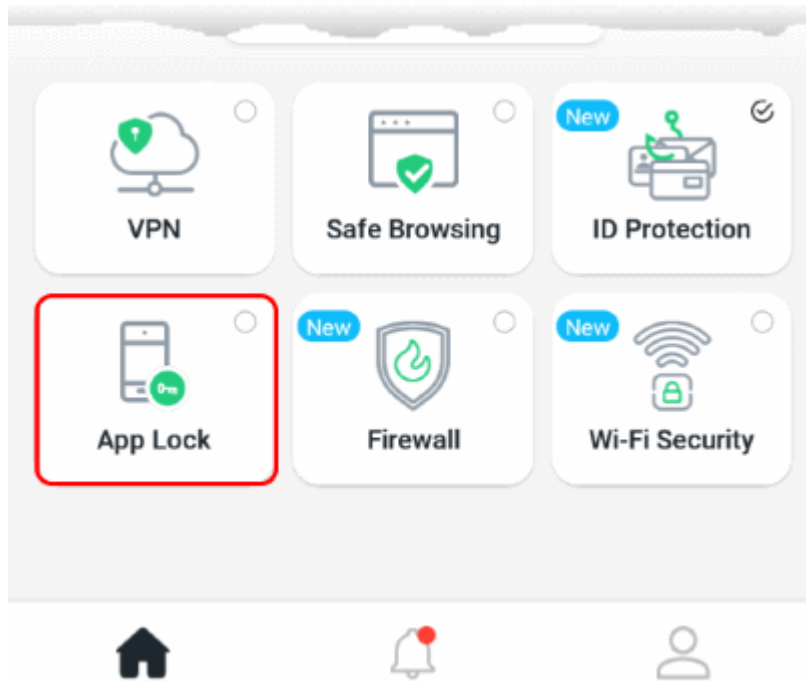 VPN
Safe Browsing
New
ID Protection
App Lock
New
Firewall
New
Wi-Fi Security